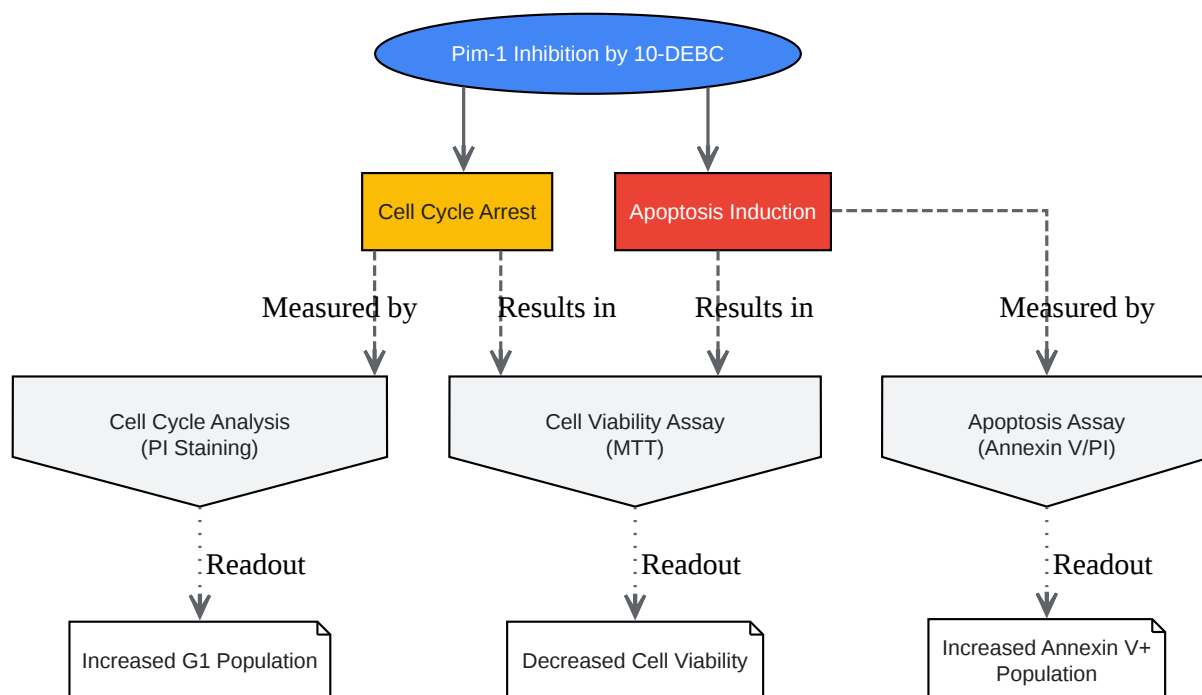 Pim-1 Inhibition by 10-DEBC
Cell Cycle Arrest
Apoptosis Induction
Measured by
Results in
Results in
Measured by
Cell Cycle Analysis
(PI Staining)
Cell Viability Assay
(MTT)
Apoptosis Assay
(Annexin V/PI)
Readout
Readout
Readout
Increased G1 Population
Decreased Cell Viability
Increased Annexin V+
Population